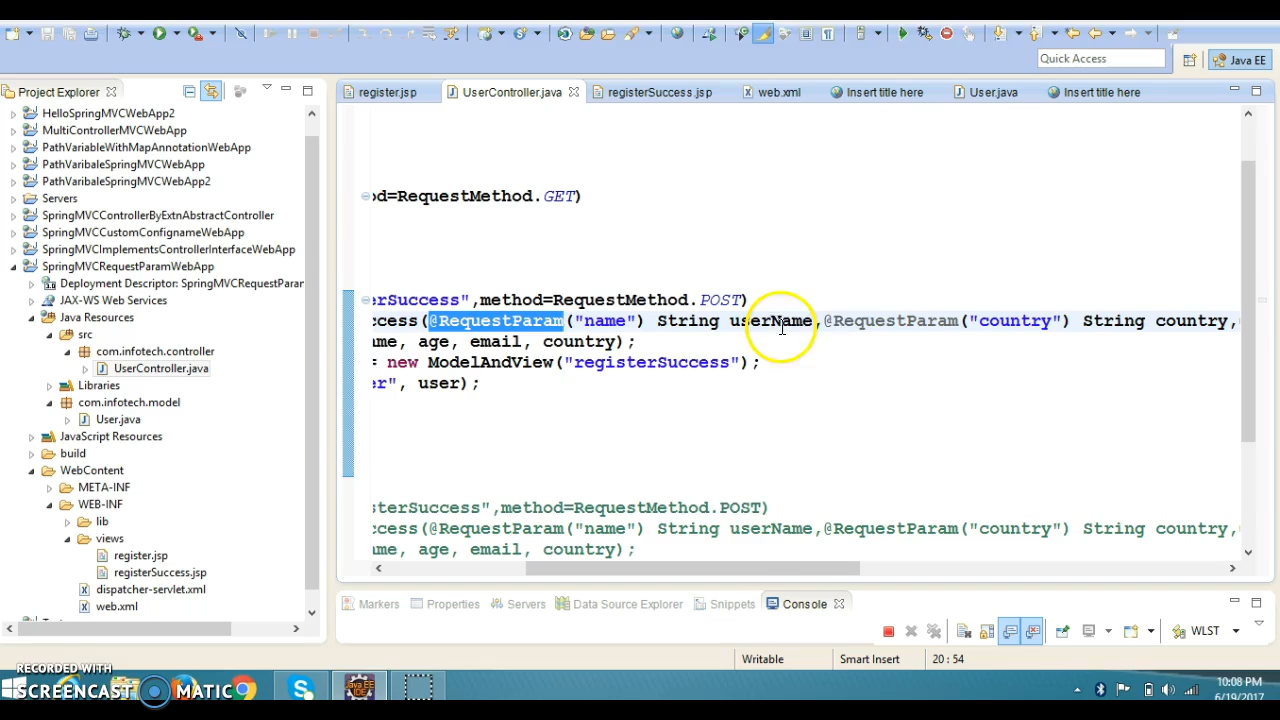 Quick Access
Java EE
Project Explorer
register.jsp
UserController.java
registerSuccess.jsp
web.xml
Insert title here
User.java
Insert title here
HelloSpringMVCWebApp2
MultiControllerMVCWebApp
PathVariableWithMapAnnotationWebApp
PathVaribaleSpringMVCWebApp
PathVaribaleSpringMVCWebApp2
Servers
SpringMVCControllerByExtnAbstractController
SpringMVCCustomConfignameWebApp
SpringMVCImplementsControllerInterfaceWebApp
SpringMVCRequestParamWebApp
Deployment Descriptor: SpringMVCRequestParar
JAX-WS Web Services
Java Resources
src
com.infotech.controller
UserController.java
Libraries
com.infotech.model
User.java
JavaScript Resources
build
WebContent
META-INF
WEB-INF
lib
views
register.jsp
registerSuccess.jsp
dispatcher-servlet.xml
web.xml
od=RequestMethod.GET)
erSuccess",method=RequestMethod.POST)
ccess(@RequestParam("name") String userName,@RequestParam("country") String country,
me, age, email, country);
= new ModelAndView("registerSuccess");
er", user);
sterSuccess",method=RequestMethod.POST)
ccess(@RequestParam("name") String userName,@RequestParam("country") String country,
me, age, email, country);
Markers
Properties
Servers
Data Source Explorer
Snippets
Console
WLST
Writable
Smart Insert
20 : 54
RECORDED WITH
SCREENCAST MATIC
10:08 PM
6/19/2017